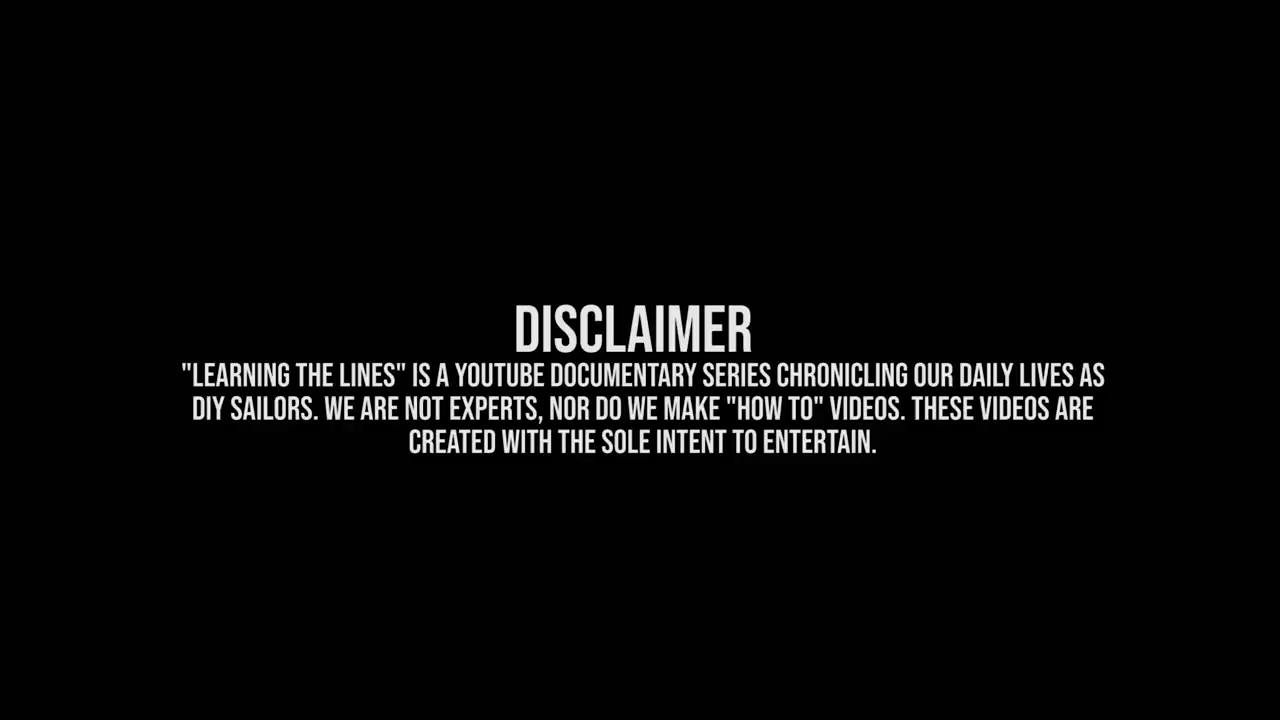 DISCLAIMER
"LEARNING THE LINES" IS A YOUTUBE DOCUMENTARY SERIES CHRONICLING OUR DAILY LIVES AS
DIY SAILORS. WE ARE NOT EXPERTS, NOR DO WE MAKE "HOW TO" VIDEOS. THESE VIDEOS ARE
CREATED WITH THE SOLE INTENT TO ENTERTAIN.